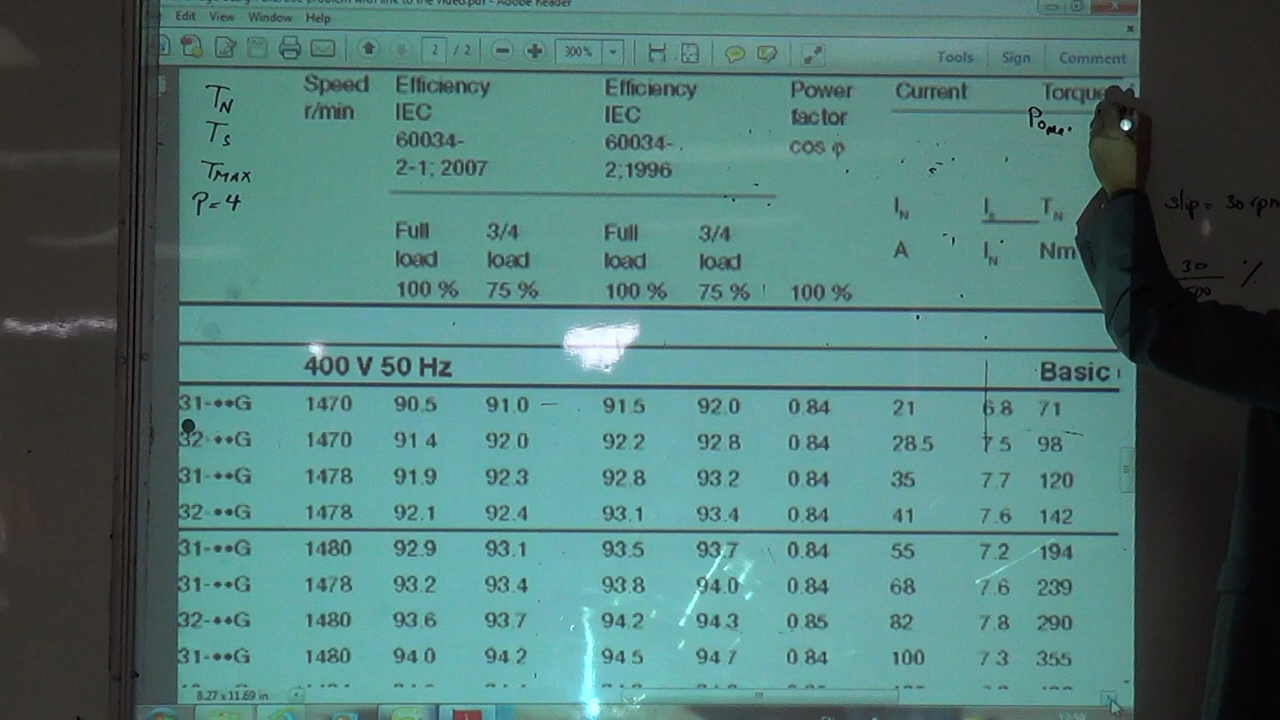 Edit View Window Help
2 / 2 300% Tools Sign Comment
Speed r/min
Efficiency IEC 60034-2-1; 2007
Efficiency IEC 60034-2;1996
Power factor cos φ
Current
Torque
T_N
T_S
T_MAX
P=4
slip = 30 rpm
30
%
Full load 3/4 load Full load 3/4 load
I_N I_s T_N
A I_N Nm
100 % 75 % 100 % 75 % 100 %
400 V 50 Hz Basic
31-••G 1470 90.5 91.0 91.5 92.0 0.84 21 6.8 71
32-••G 1470 91.4 92.0 92.2 92.8 0.84 28.5 7.5 98
31-••G 1478 91.9 92.3 92.8 93.2 0.84 35 7.7 120
32-••G 1478 92.1 92.4 93.1 93.4 0.84 41 7.6 142
31-••G 1480 92.9 93.1 93.5 93.7 0.84 55 7.2 194
31-••G 1478 93.2 93.4 93.8 94.0 0.84 68 7.6 239
32-••G 1480 93.6 93.7 94.2 94.3 0.85 82 7.8 290
31-••G 1480 94.0 94.2 94.5 94.7 0.84 100 7.3 355
8.27 x 11.69 in